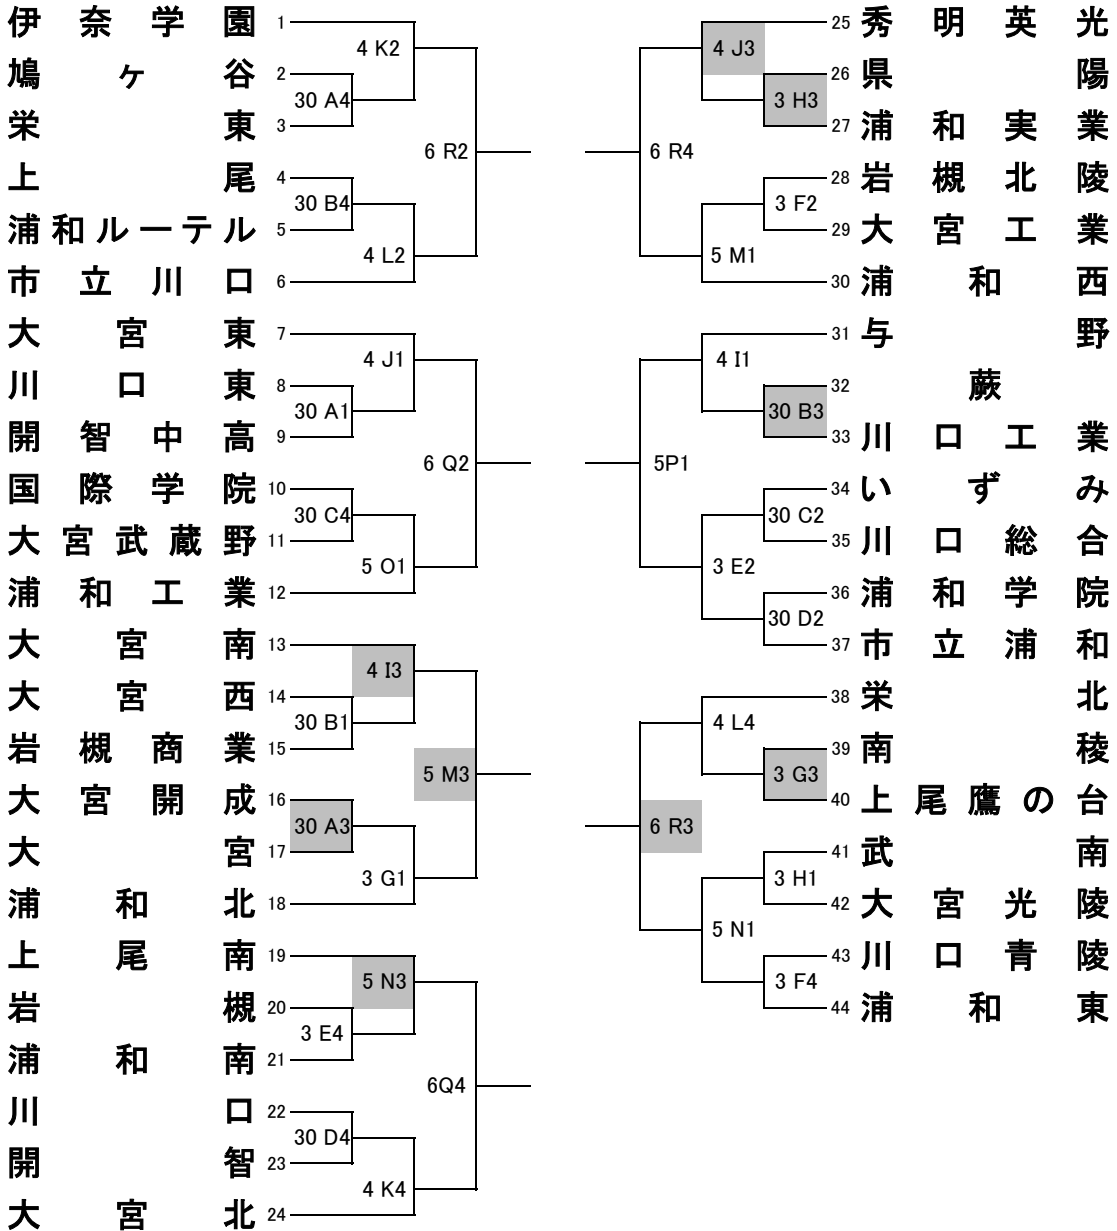 伊奈学園 1
4 K2
鳩ヶ谷 2
30 A4
栄東 3
6 R2
上尾 4
30 B4
浦和ルーテル 5
4 L2
市立川口 6
大宮東 7
4 J1
川口東 8
30 A1
開智中高 9
6 Q2
国際学院 10
30 C4
大宮武蔵野 11
5 O1
浦和工業 12
大宮南 13
4 I3
大宮西 14
30 B1
岩槻商業 15
5 M3
大宮開成 16
30 A3
大宮 17
3 G1
浦和北 18
上尾南 19
5 N3
岩槻 20
3 E4
浦和南 21
6Q4
川口 22
30 D4
開智 23
4 K4
大宮北 24
25 秀明英光
4 J3
26 県陽
3 H3
27 浦和実業
6 R4
28 岩槻北陵
3 F2
29 大宮工業
5 M1
30 浦和西
31 与野
4 I1
32 蕨
30 B3
33 川口工業
5P1
34 いずみ
30 C2
35 川口総合
3 E2
36 浦和学院
30 D2
37 市立浦和
38 栄北
4 L4
39 南稜
3 G3
40 上尾鷹の台
6 R3
41 武南
3 H1
42 大宮光陵
5 N1
43 川口青陵
3 F4
44 浦和東